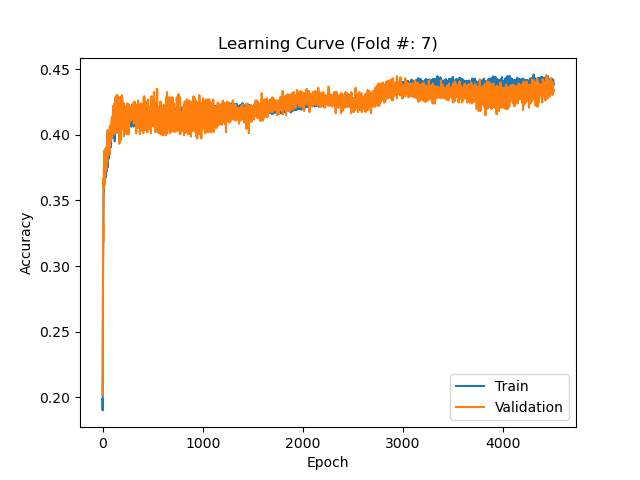 Learning Curve (Fold #: 7)
0.45
0.40
0.35
0.30
0.25
0.20
Accuracy
0 1000 2000 3000 4000
Epoch
Train
Validation